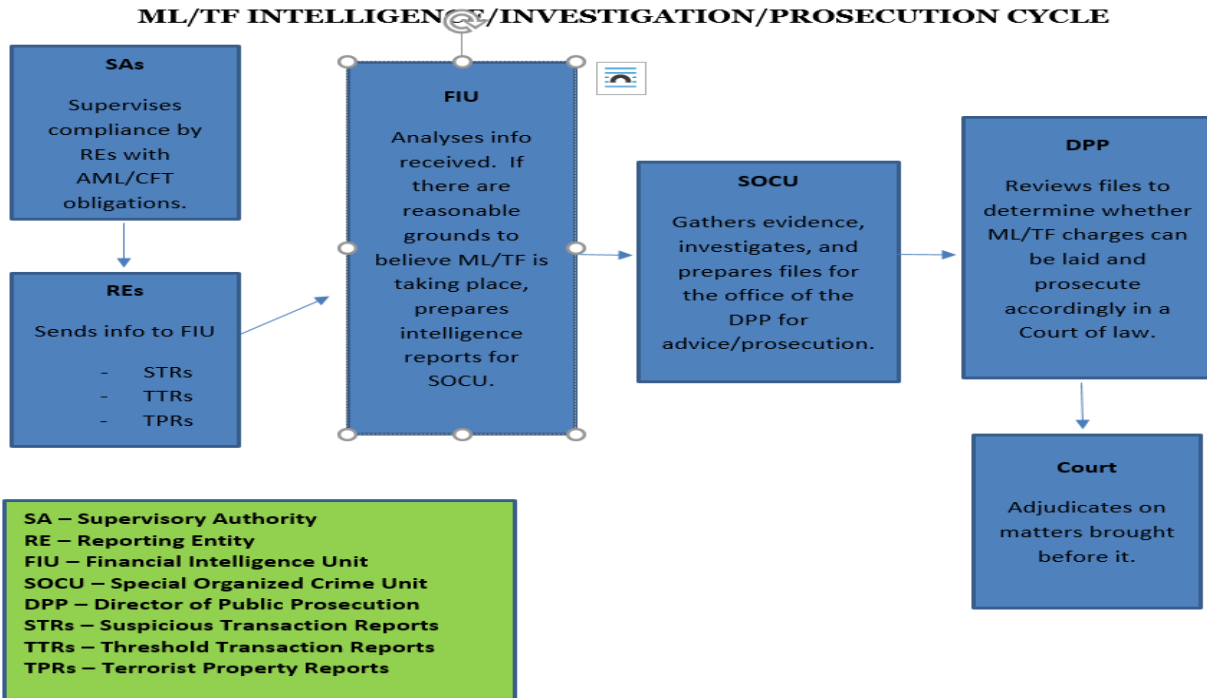 ML/TF INTELLIGENCE/INVESTIGATION/PROSECUTION CYCLE
SAs
Supervises
compliance by
REs with
AML/CFT
obligations.
REs
Sends info to FIU
- STRs
- TTRs
- TPRs
FIU
Analyses info
received. If
there are
reasonable
grounds to
believe ML/TF is
taking place,
prepares
intelligence
reports for
SOCU.
SOCU
Gathers evidence,
investigates, and
prepares files for
the office of the
DPP for
advice/prosecution.
DPP
Reviews files to
determine whether
ML/TF charges can
be laid and
prosecute
accordingly in a
Court of law.
Court
Adjudicates on
matters brought
before it.
SA – Supervisory Authority
RE – Reporting Entity
FIU – Financial Intelligence Unit
SOCU – Special Organized Crime Unit
DPP – Director of Public Prosecution
STRs – Suspicious Transaction Reports
TTRs – Threshold Transaction Reports
TPRs – Terrorist Property Reports